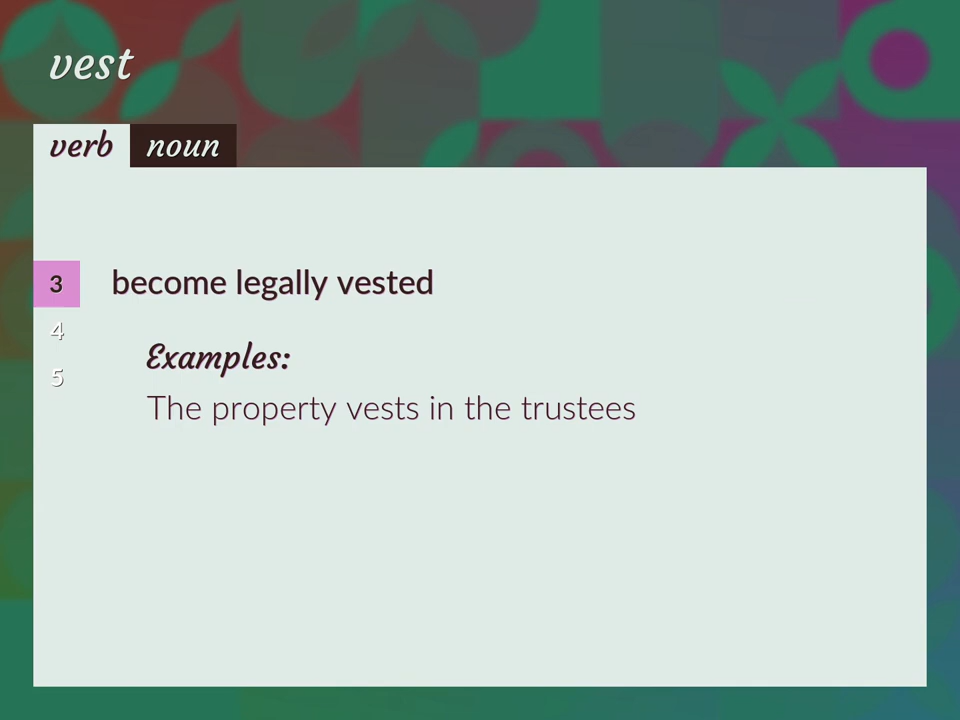 vest
verb noun
3 become legally vested
4
Examples:
5
The property vests in the trustees